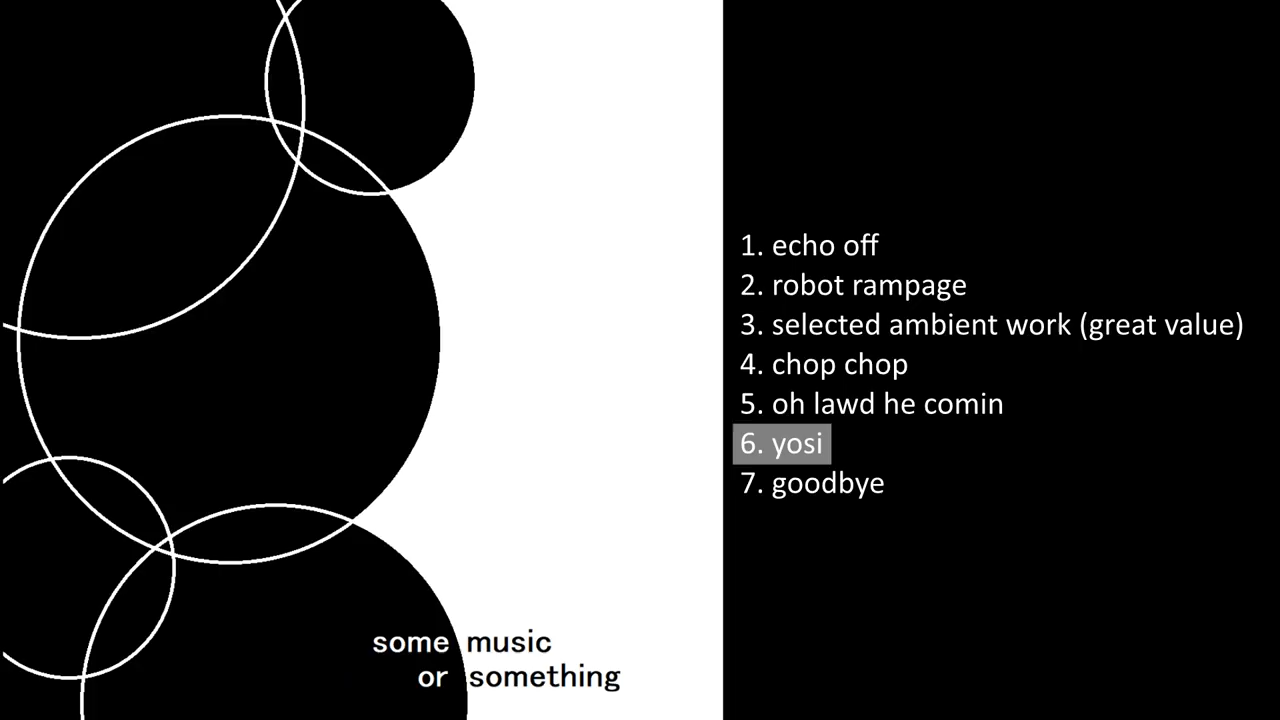 1. echo off
2. robot rampage
3. selected ambient work (great value)
4. chop chop
5. oh lawd he comin
6. yosi
7. goodbye
some music
or something